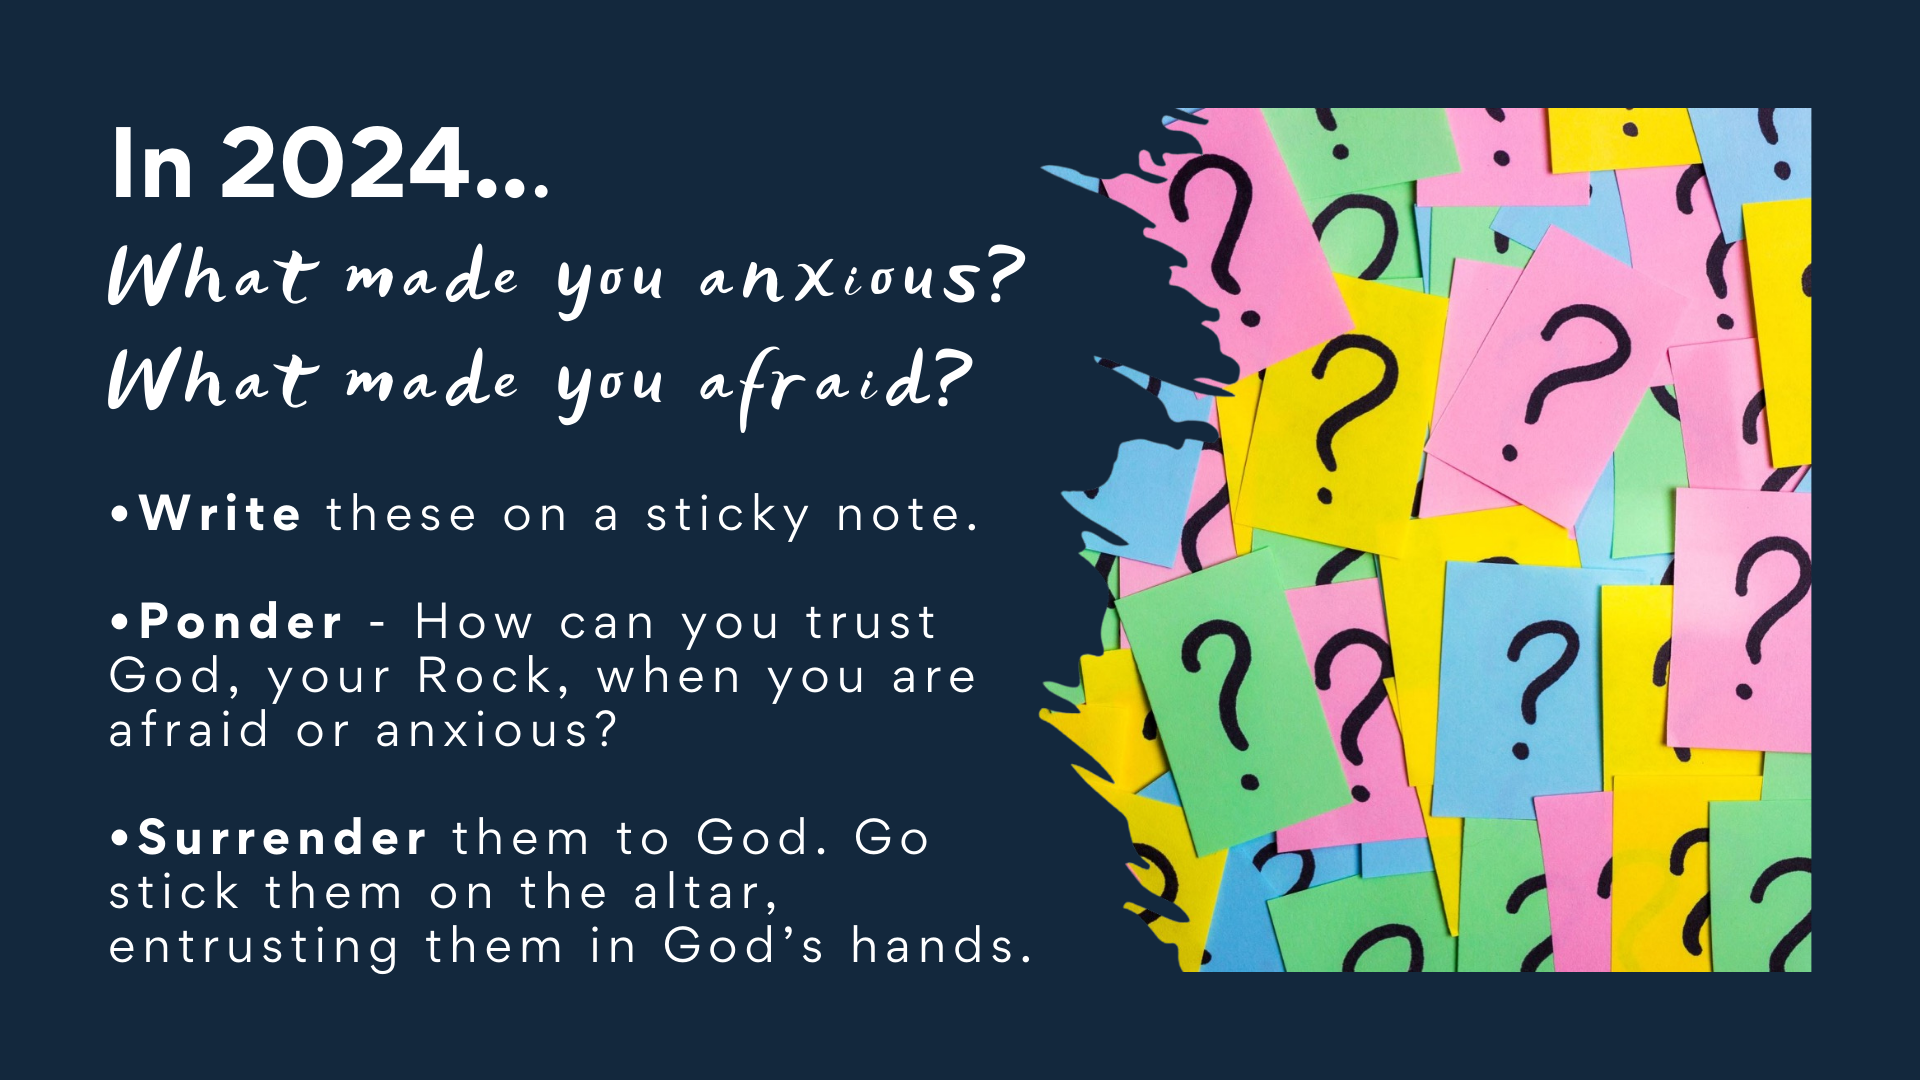 In 2024...
What made you anxious?
What made you afraid?
•Write these on a sticky note.
•Ponder - How can you trust
God, your Rock, when you are
afraid or anxious?
•Surrender them to God. Go
stick them on the altar,
entrusting them in God’s hands.
?
?
?
?
?
?
?
?